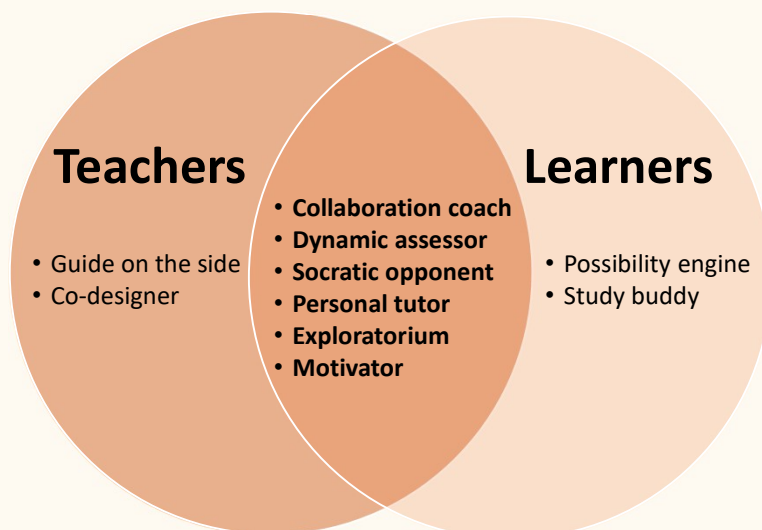 Teachers
• Guide on the side
• Co-designer
• Collaboration coach
• Dynamic assessor
• Socratic opponent
• Personal tutor
• Exploratorium
• Motivator
Learners
• Possibility engine
• Study buddy